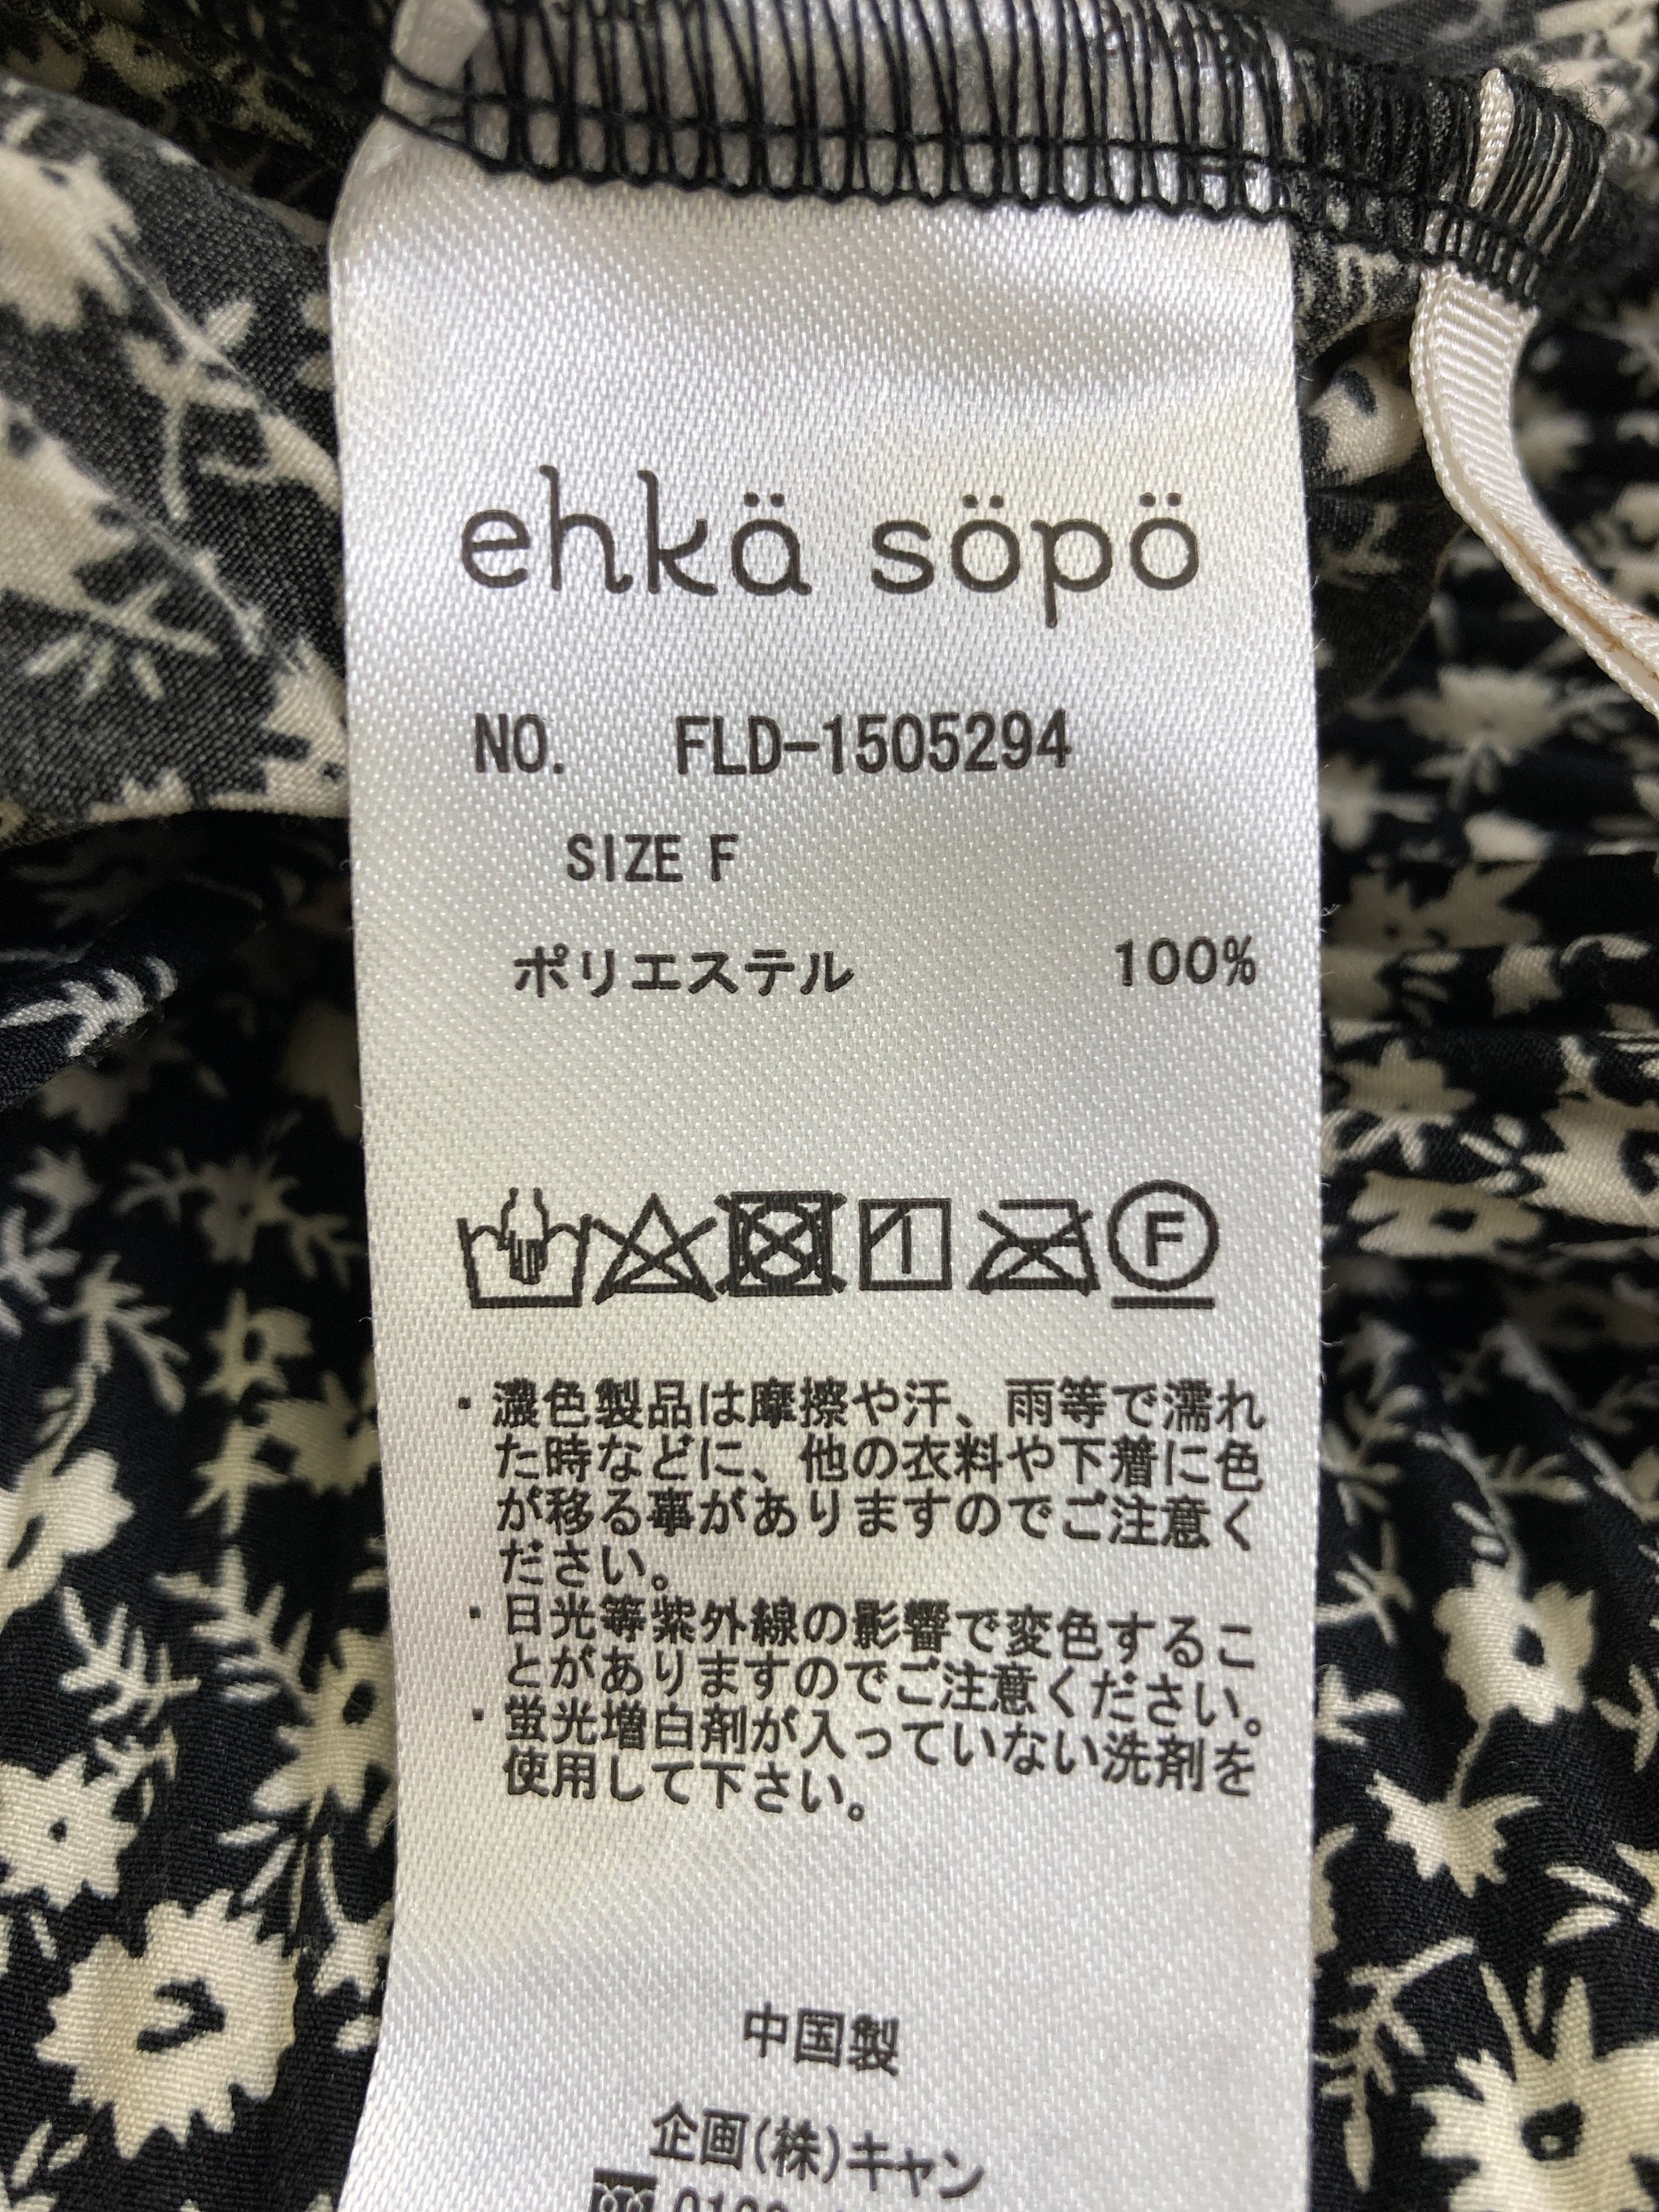 ehkä söpö
NO. FLD-1505294
SIZE F
ポリエステル 100%
F
・濃色製品は摩擦や汗、雨等で濡れ
た時などに、他の衣料や下着に色
が移る事がありますのでご注意く
ださい。
・日光等紫外線の影響で変色するこ
とがありますのでご注意ください。
・蛍光増白剤が入っていない洗剤を
使用して下さい。
中国製
企画(株)キャン